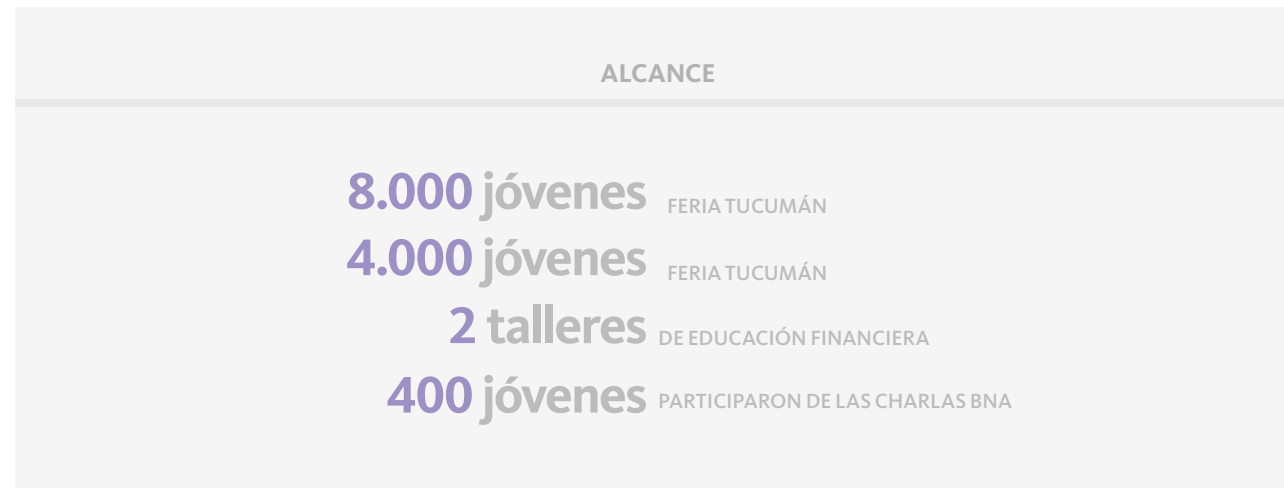 ALCANCE
8.000 jóvenes FERIA TUCUMÁN
4.000 jóvenes FERIA TUCUMÁN
2 talleres DE EDUCACIÓN FINANCIERA
400 jóvenes PARTICIPARON DE LAS CHARLAS BNA